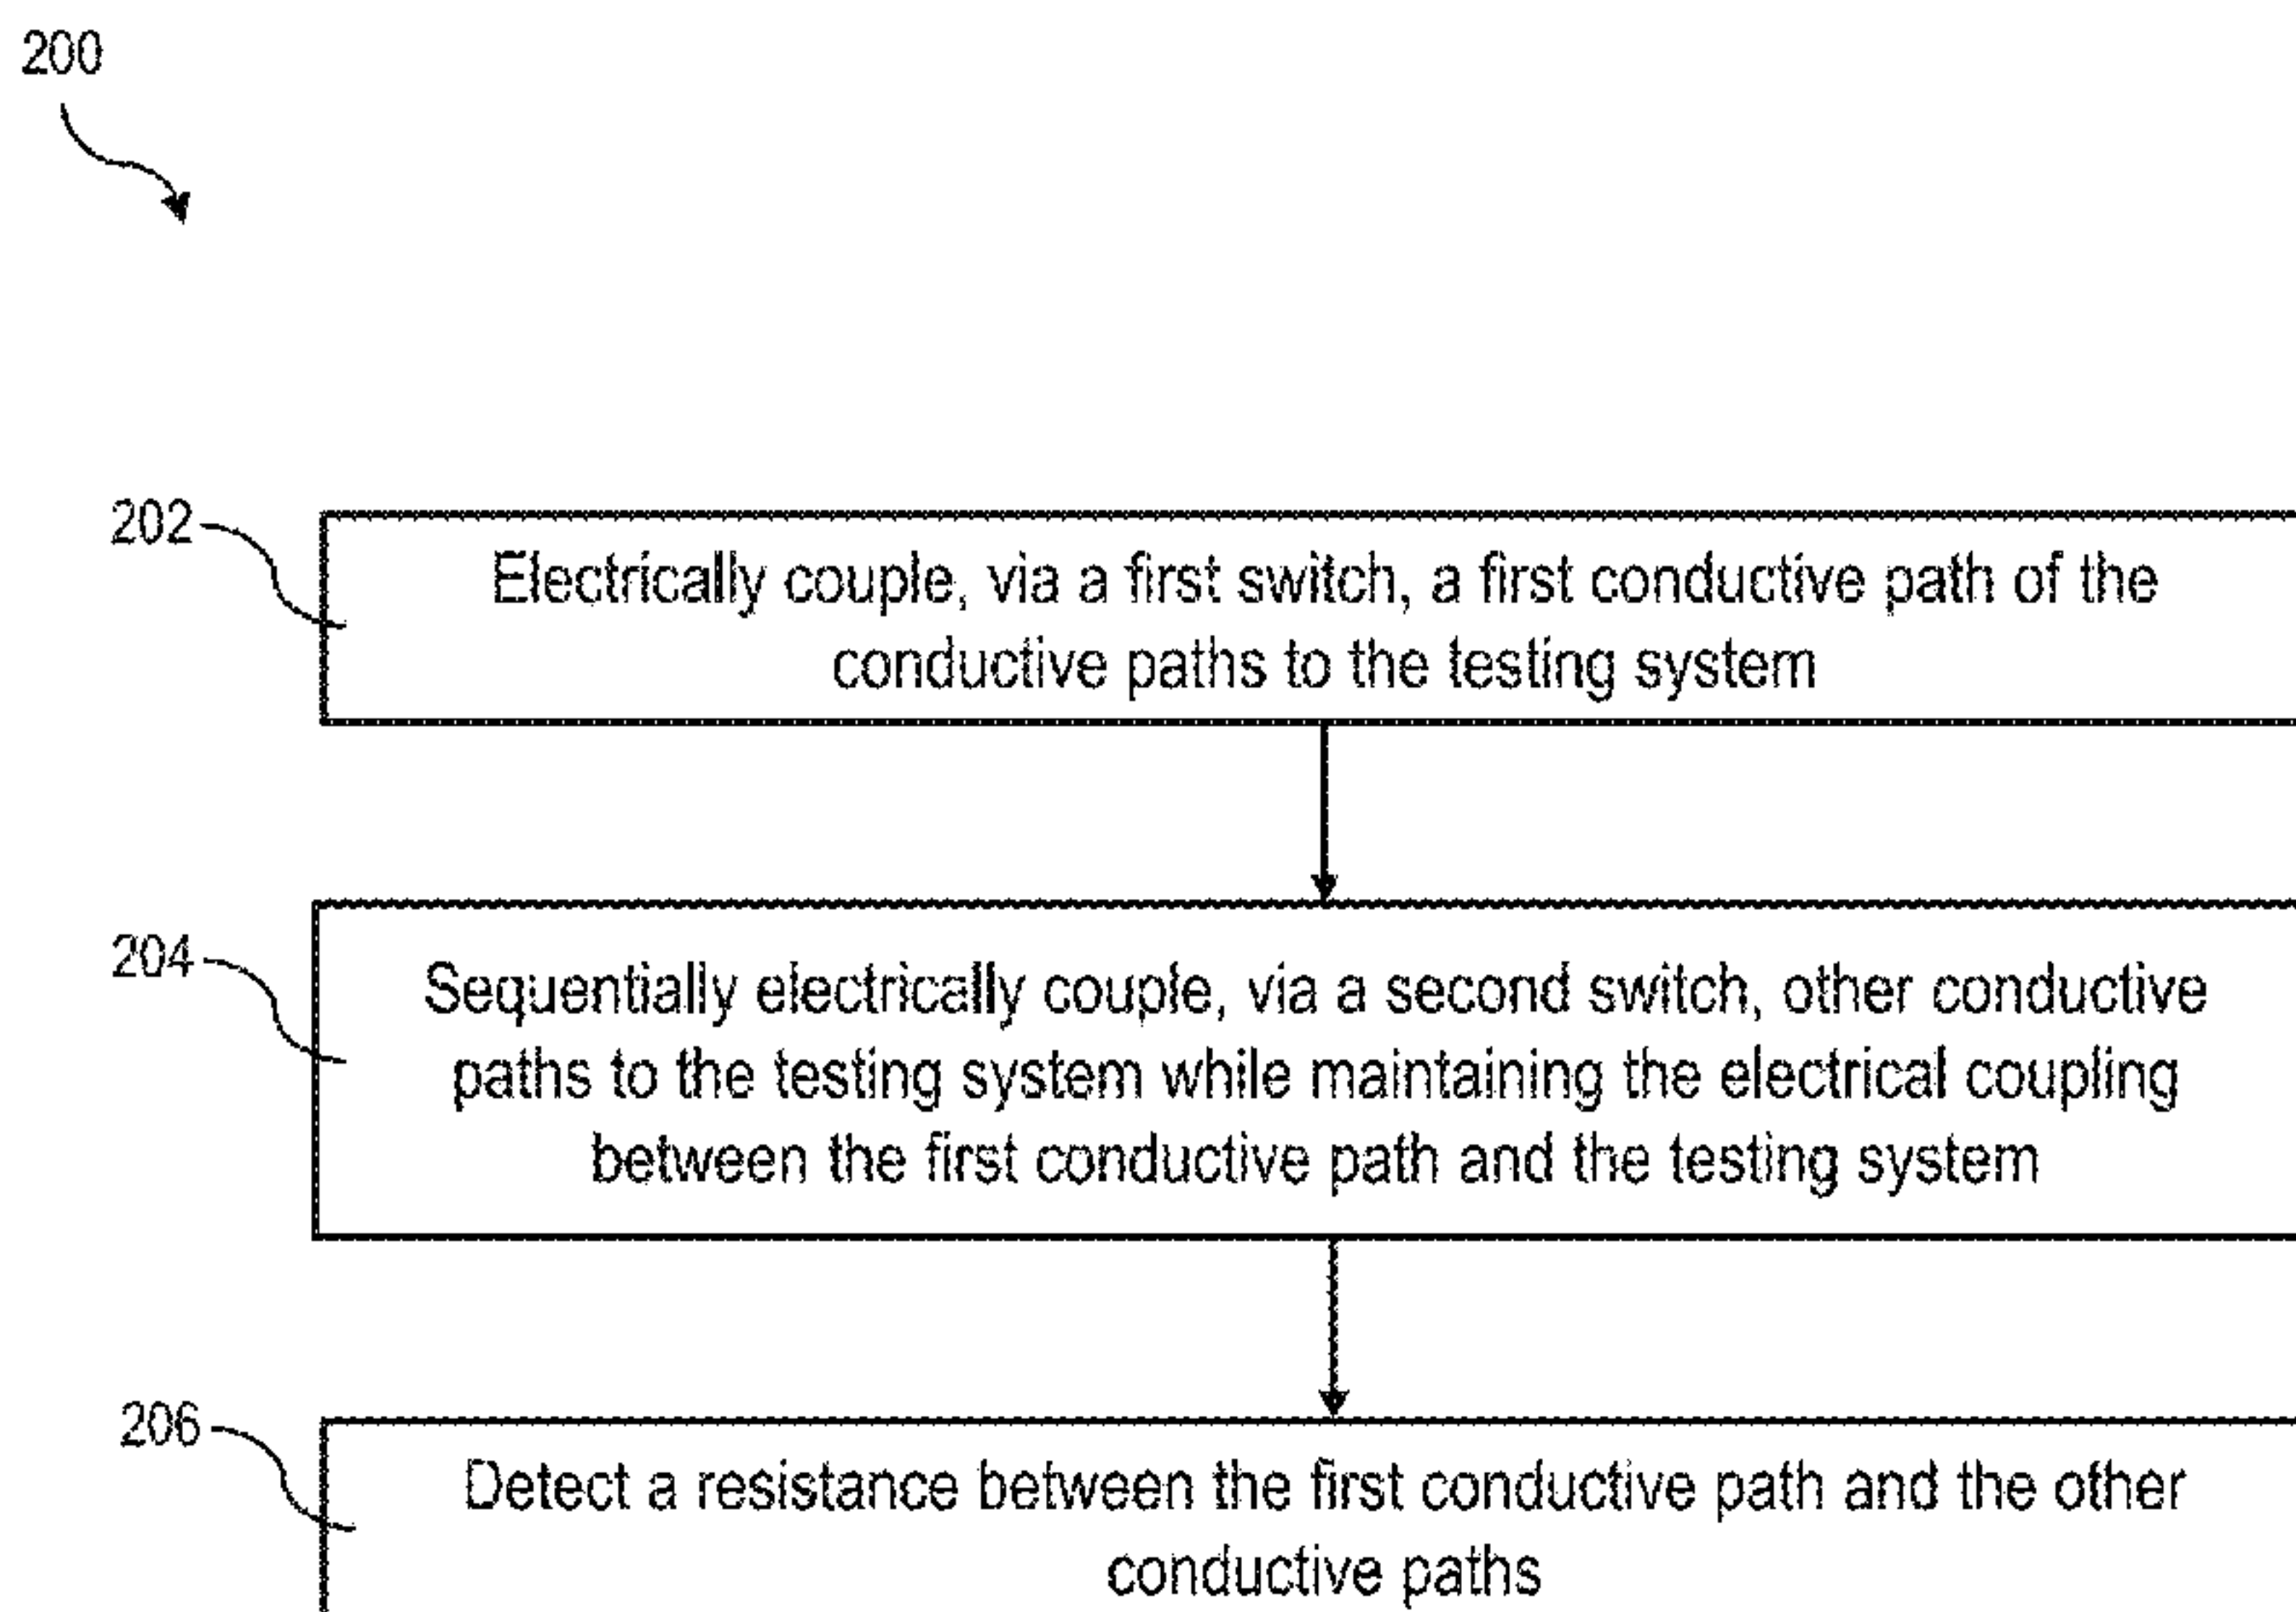 200
202
Electrically couple, via a first switch, a first conductive path of the
conductive paths to the testing system
204
Sequentially electrically couple, via a second switch, other conductive
paths to the testing system while maintaining the electrical coupling
between the first conductive path and the testing system
206
Detect a resistance between the first conductive path and the other
conductive paths